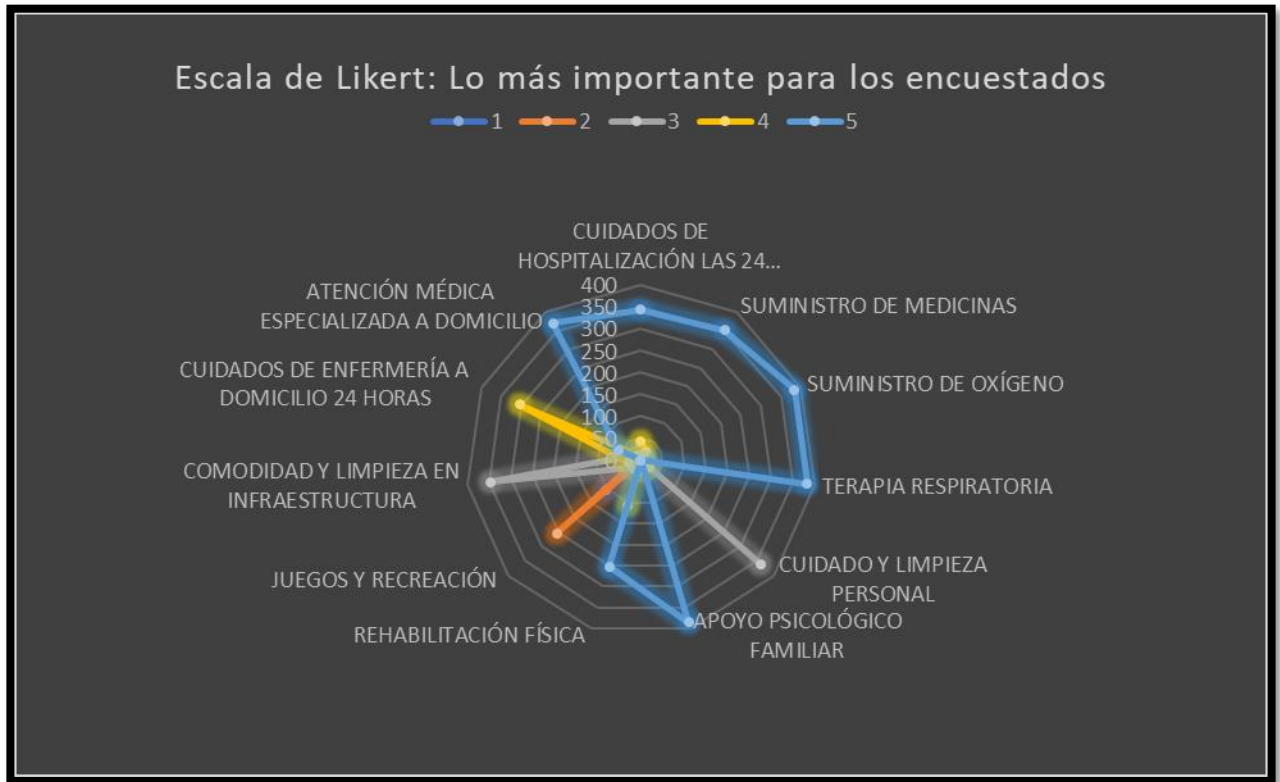 Escala de Likert: Lo más importante para los encuestados
1 2 3 4 5
CUIDADOS DE
HOSPITALIZACIÓN LAS 24...
SUMINISTRO DE MEDICINAS
SUMINISTRO DE OXÍGENO
TERAPIA RESPIRATORIA
CUIDADO Y LIMPIEZA
PERSONAL
APOYO PSICOLÓGICO
FAMILIAR
REHABILITACIÓN FÍSICA
JUEGOS Y RECREACIÓN
COMODIDAD Y LIMPIEZA EN
INFRAESTRUCTURA
CUIDADOS DE ENFERMERÍA A
DOMICILIO 24 HORAS
ATENCIÓN MÉDICA
ESPECIALIZADA A DOMICILIO
400
350
300
250
200
150
100
50
0